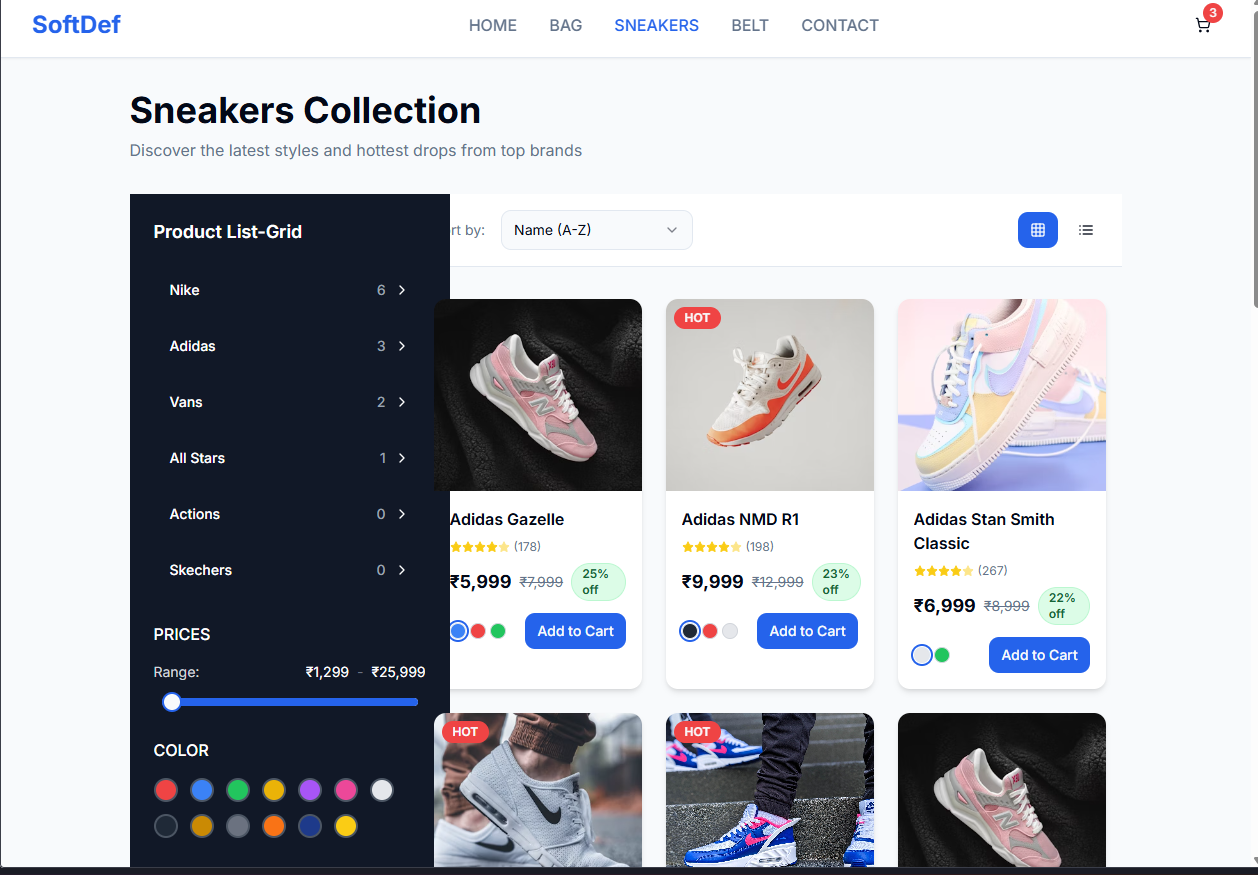 SoftDef
HOME BAG SNEAKERS BELT CONTACT
3
Sneakers Collection
Discover the latest styles and hottest drops from top brands
Product List-Grid
Nike 6
Adidas 3
Vans 2
All Stars 1
Actions 0
Skechers 0
PRICES
Range: ₹1,299 - ₹25,999
COLOR
rt by: Name (A-Z)
Adidas Gazelle
(178)
₹5,999 ₹7,999 25% off
Add to Cart
HOT
Adidas NMD R1
(198)
₹9,999 ₹12,999 23% off
Add to Cart
Adidas Stan Smith
Classic
(267)
₹6,999 ₹8,999 22% off
Add to Cart
HOT
HOT